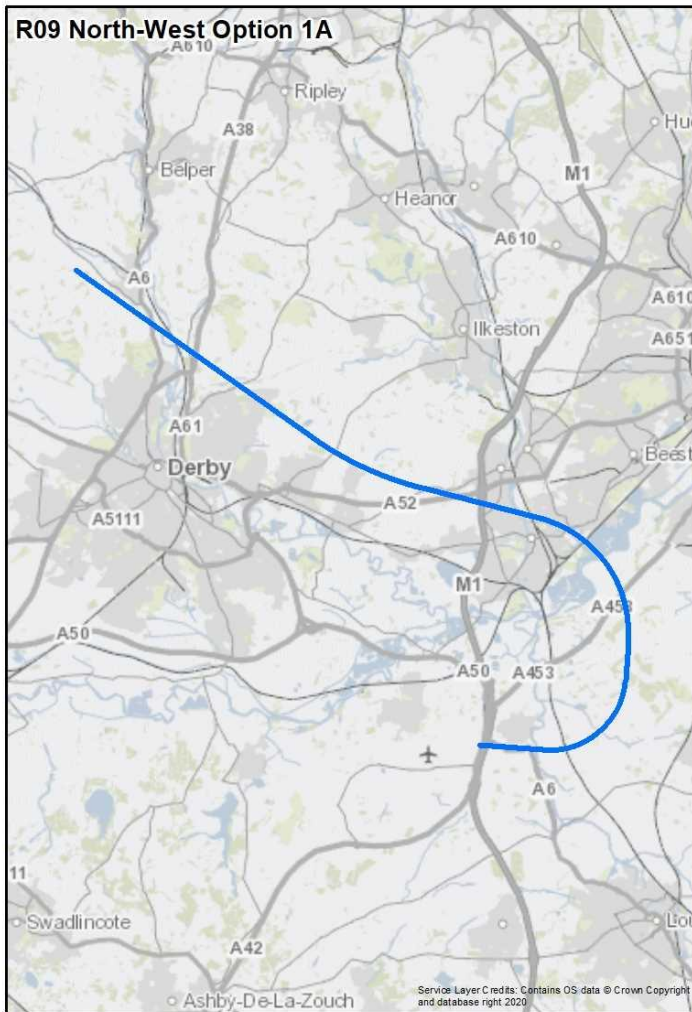 R09 North-West Option 1A
A610
Ripley
A38
Hu
Belper
M1
Heanor
A610
A6
A610
Ilkeston
A651
A61
Beest
Derby
A52
A5111
M1
A453
A50
A50
A453
A6
11
Swadlincote
Lou
A42
Ashby-De-La-Zouch
Service Layer Credits: Contains OS data © Crown Copyright
and database right 2020